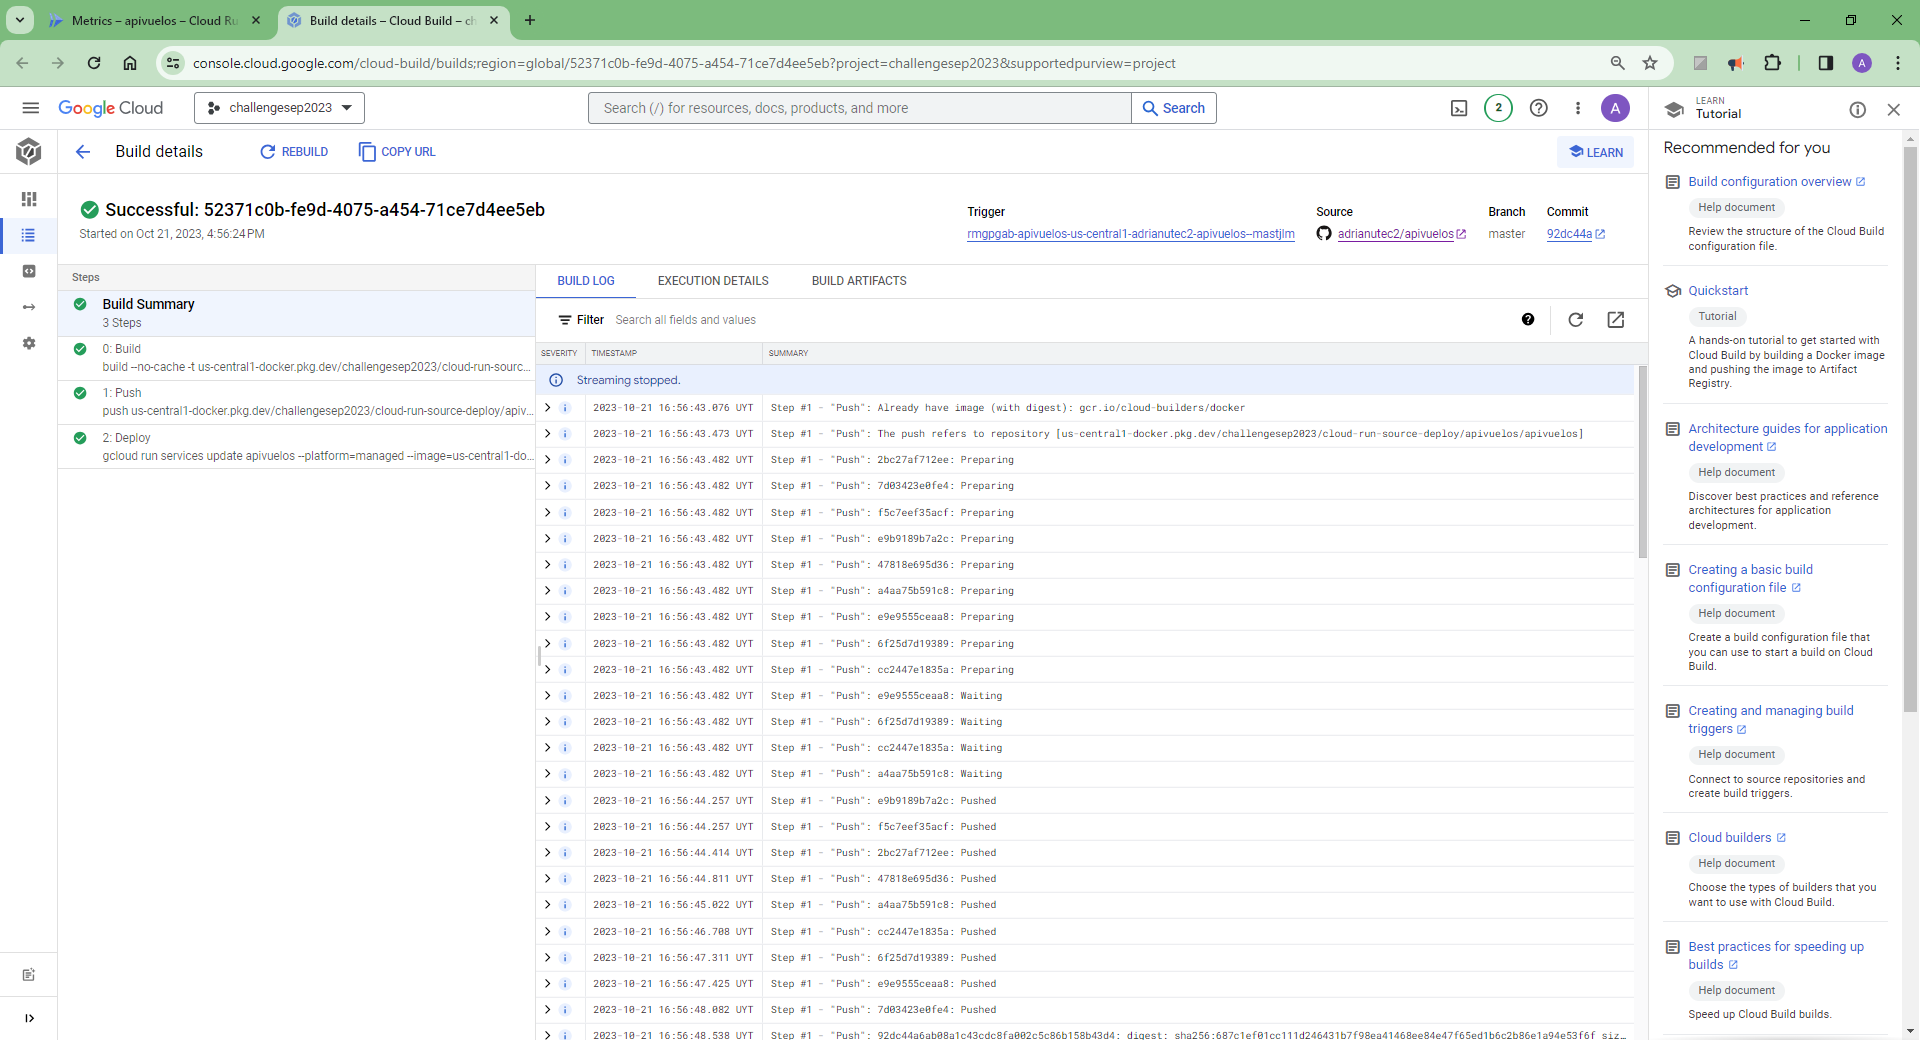 Metrics – apivuelos – Cloud Ru
Build details – Cloud Build – ch
console.cloud.google.com/cloud-build/builds;region=global/52371c0b-fe9d-4075-a454-71ce7d4ee5eb?project=challengesep2023&supportedpurview=project
A
Google Cloud
challengesep2023
Search (/) for resources, docs, products, and more
Search
2
A
LEARN
Tutorial
Build details
REBUILD
COPY URL
LEARN
Successful: 52371c0b-fe9d-4075-a454-71ce7d4ee5eb
Started on Oct 21, 2023, 4:56:24 PM
Trigger
rmgpgab-apivuelos-us-central1-adrianutec2-apivuelos--mastjlm
Source
adrianutec2/apivuelos
Branch
master
Commit
92dc44a
Steps
Build Summary
3 Steps
0: Build
build --no-cache -t us-central1-docker.pkg.dev/challengesep2023/cloud-run-sourc...
1: Push
push us-central1-docker.pkg.dev/challengesep2023/cloud-run-source-deploy/apiv...
2: Deploy
gcloud run services update apivuelos --platform=managed --image=us-central1-do...
BUILD LOG
EXECUTION DETAILS
BUILD ARTIFACTS
Filter
Search all fields and values
SEVERITY TIMESTAMP SUMMARY
Streaming stopped.
2023-10-21 16:56:43.076 UYT Step #1 - "Push": Already have image (with digest): gcr.io/cloud-builders/docker
2023-10-21 16:56:43.473 UYT Step #1 - "Push": The push refers to repository [us-central1-docker.pkg.dev/challengesep2023/cloud-run-source-deploy/apivuelos/apivuelos]
2023-10-21 16:56:43.482 UYT Step #1 - "Push": 2bc27af712ee: Preparing
2023-10-21 16:56:43.482 UYT Step #1 - "Push": 7d03423e0fe4: Preparing
2023-10-21 16:56:43.482 UYT Step #1 - "Push": f5c7eef35acf: Preparing
2023-10-21 16:56:43.482 UYT Step #1 - "Push": e9b9189b7a2c: Preparing
2023-10-21 16:56:43.482 UYT Step #1 - "Push": 47818e695d36: Preparing
2023-10-21 16:56:43.482 UYT Step #1 - "Push": a4aa75b591c8: Preparing
2023-10-21 16:56:43.482 UYT Step #1 - "Push": e9e9555ceaa8: Preparing
2023-10-21 16:56:43.482 UYT Step #1 - "Push": 6f25d7d19389: Preparing
2023-10-21 16:56:43.482 UYT Step #1 - "Push": cc2447e1835a: Preparing
2023-10-21 16:56:43.482 UYT Step #1 - "Push": e9e9555ceaa8: Waiting
2023-10-21 16:56:43.482 UYT Step #1 - "Push": 6f25d7d19389: Waiting
2023-10-21 16:56:43.482 UYT Step #1 - "Push": cc2447e1835a: Waiting
2023-10-21 16:56:43.482 UYT Step #1 - "Push": a4aa75b591c8: Waiting
2023-10-21 16:56:44.257 UYT Step #1 - "Push": e9b9189b7a2c: Pushed
2023-10-21 16:56:44.257 UYT Step #1 - "Push": f5c7eef35acf: Pushed
2023-10-21 16:56:44.414 UYT Step #1 - "Push": 2bc27af712ee: Pushed
2023-10-21 16:56:44.811 UYT Step #1 - "Push": 47818e695d36: Pushed
2023-10-21 16:56:45.022 UYT Step #1 - "Push": a4aa75b591c8: Pushed
2023-10-21 16:56:46.708 UYT Step #1 - "Push": cc2447e1835a: Pushed
2023-10-21 16:56:47.311 UYT Step #1 - "Push": 6f25d7d19389: Pushed
2023-10-21 16:56:47.425 UYT Step #1 - "Push": e9e9555ceaa8: Pushed
2023-10-21 16:56:48.082 UYT Step #1 - "Push": 7d03423e0fe4: Pushed
2023-10-21 16:56:48.538 UYT Step #1 - "Push": 92dc44a6ab08a1c43cdc8fa002c5c86b158b43d4: digest: sha256:687c1ef01cc111d246431b7f98ea41468ee84e47f65ed1b6c2b86e1a94e53f6f siz...
Recommended for you
Build configuration overview
Help document
Review the structure of the Cloud Build
configuration file.
Quickstart
Tutorial
A hands-on tutorial to get started with
Cloud Build by building a Docker image
and pushing the image to Artifact
Registry.
Architecture guides for application
development
Help document
Discover best practices and reference
architectures for application
development.
Creating a basic build
configuration file
Help document
Create a build configuration file that
you can use to start a build on Cloud
Build.
Creating and managing build
triggers
Help document
Connect to source repositories and
create build triggers.
Cloud builders
Help document
Choose the types of builders that you
want to use with Cloud Build.
Best practices for speeding up
builds
Help document
Speed up Cloud Build builds.